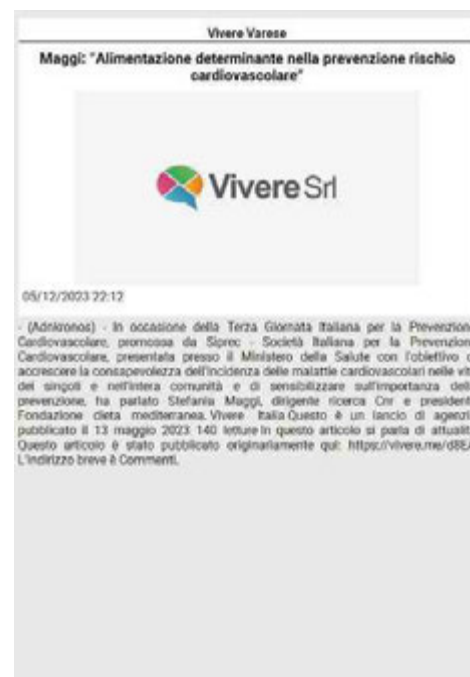 Vivere Varese
Maggi: "Alimentazione determinante nella prevenzione rischio
cardiovascolare"
Vivere Srl
05/12/2023 22:12
- (Adnkronos) - In occasione della Terza Giornata Italiana per la Prevenzion
Cardiovascolare, promossa da Siprec - Società Italiana per la Prevenzion
Cardiovascolare, presentata presso il Ministero della Salute con l'obiettivo
accrescere la consapevolezza dell'incidenza delle malattie cardiovascolari nelle vit
dei singoli e nell'intera comunità e di sensibilizzare sull'importanza del
prevenzione, ha parlato Stefania Maggi, dirigente ricerca Cnr e president
Fondazione dieta mediterranea. Vivere Italia Questo è un lancio di agenzi
pubblicato il 13 maggio 2023 140 letture In questo articolo si parla di attualit
Questo articolo è stato pubblicato originariamente qui: https://vivere.me/d8E
L'indirizzo breve è Commenti.